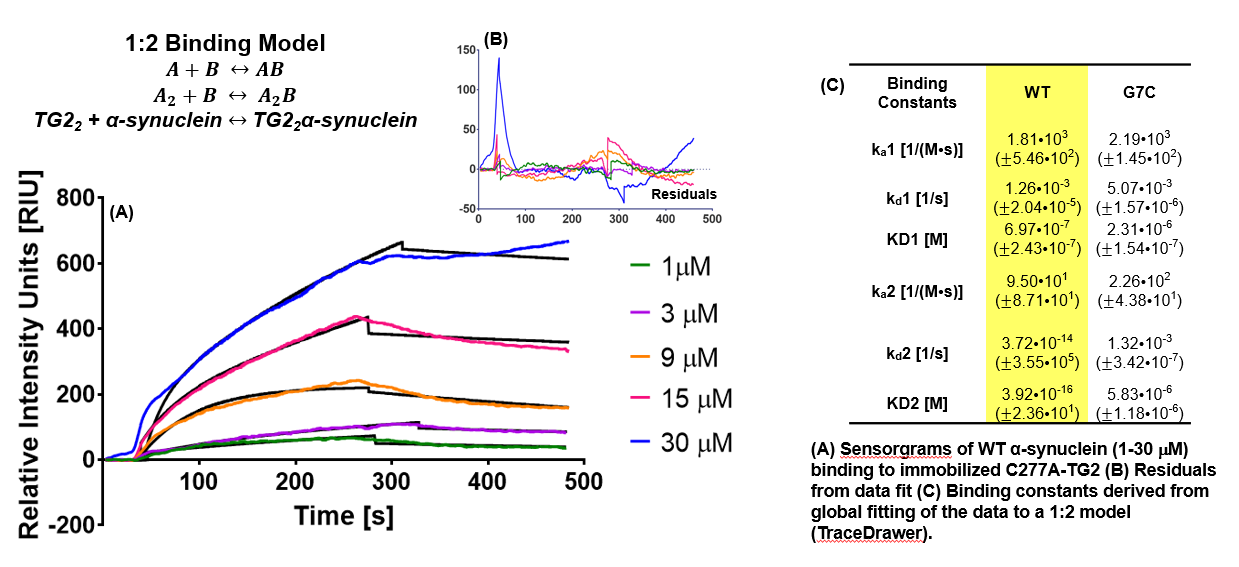 1:2 Binding Model
A + B ↔ AB
A₂ + B ↔ A₂B
TG2₂ + α-synuclein ↔ TG2₂α-synuclein
(B)
150
100
50
0
-50
0
100
200
300
400
500
Residuals
(A)
Relative Intensity Units [RIU]
800
600
400
200
0
-200
100
200
300
400
500
Time [s]
1µM
3 µM
9 µM
15 µM
30 µM
(C)
Binding Constants WT G7C
kₐ1 [1/(M•s)] 1.81•10³ 2.19•10³
(±5.46•10²) (±1.45•10²)
k_d1 [1/s] 1.26•10⁻³ 5.07•10⁻³
(±2.04•10⁻⁵) (±1.57•10⁻⁶)
KD1 [M] 6.97•10⁻⁷ 2.31•10⁻⁶
(±2.43•10⁻⁷) (±1.54•10⁻⁷)
kₐ2 [1/(M•s)] 9.50•10¹ 2.26•10²
(±8.71•10¹) (±4.38•10¹)
k_d2 [1/s] 3.72•10⁻¹⁴ 1.32•10⁻³
(±3.55•10⁵) (±3.42•10⁻⁷)
KD2 [M] 3.92•10⁻¹⁶ 5.83•10⁻⁶
(±2.36•10¹) (±1.18•10⁻⁶)
(A) Sensorgrams of WT α-synuclein (1-30 µM)
binding to immobilized C277A-TG2 (B) Residuals
from data fit (C) Binding constants derived from
global fitting of the data to a 1:2 model
(TraceDrawer).